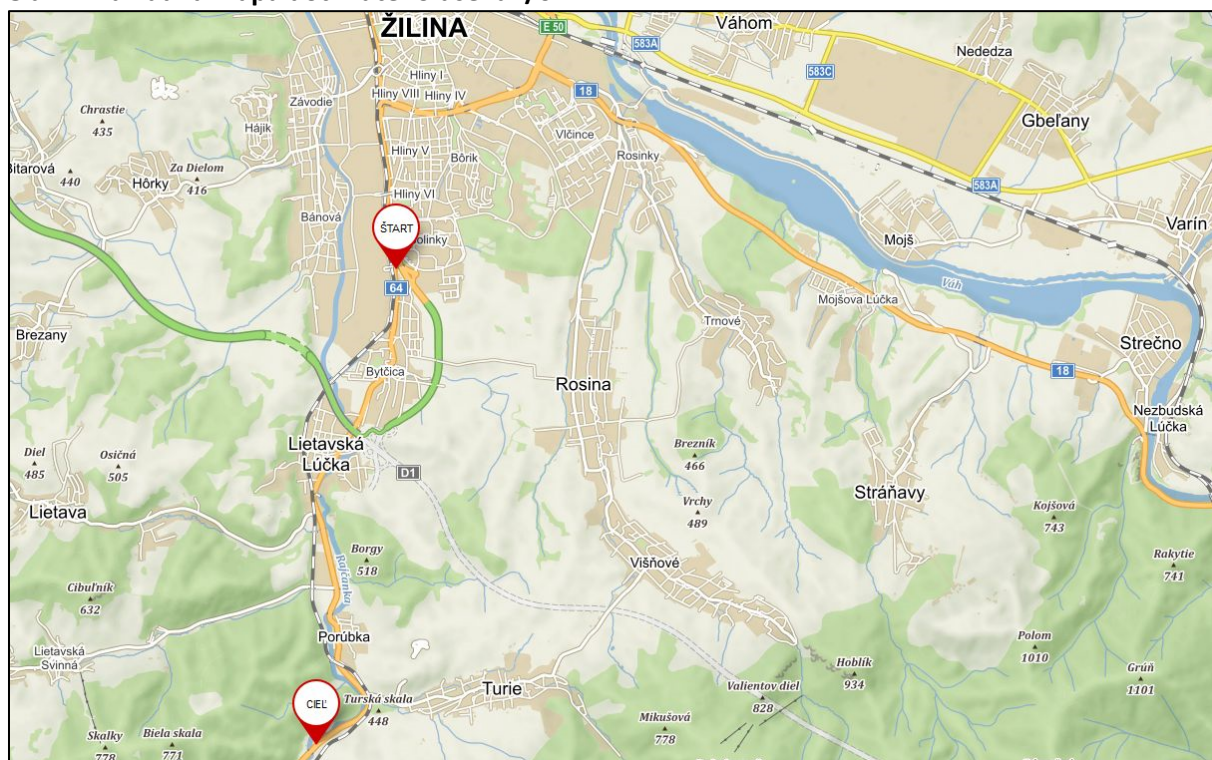 ŽILINA
E 50
Váhom
583A
Nededza
Hliny I
583C
Závodie
Hliny VIII
Hliny IV
18
Chrastie
435
Hájik
Vlčince
Gbeľany
Hliny V
Bôrik
Rosinky
Bitarová
440
Za Dielom
416
Hôrky
Hliny VI
583A
Bánová
Varín
ŠTART
olinky
Mojš
64
Váh
Mojšova Lúčka
Brezany
Trnové
Strečno
Bytčica
18
Rosina
Nezbudská
Lúčka
Lietavská
Lúčka
Diel
485
Osičná
505
Brezník
466
D1
Stráňavy
Vrchy
489
Kojšová
743
Lietava
Borgy
518
Rakytie
741
Višňové
Rajčanka
Cibuľník
632
Porúbka
Polom
1010
Lietavská
Svinná
Hoblík
934
Grúň
1101
Turie
CIEĽ
Turská skala
448
Valientov diel
828
Mikušová
778
Skalky
778
Biela skala
771